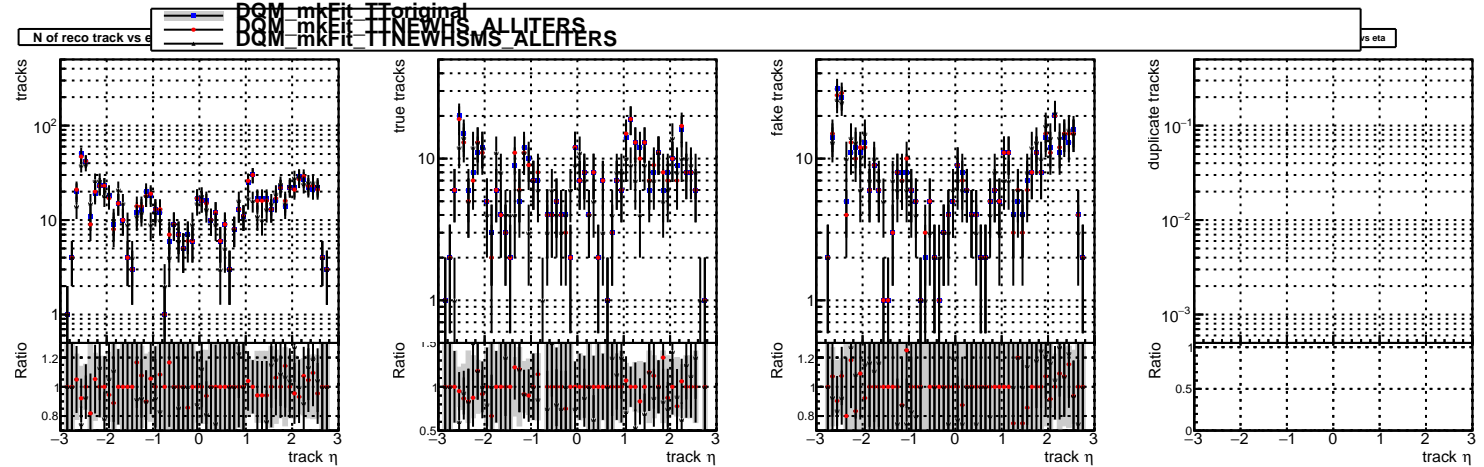 DQM_mkFit_TToriginal
DQM_mkFit_TTNEWHS_ALLITERS
DQM_mkFit_TTNEWHSMS_ALLITERS
N of reco track vs e
vs eta
tracks
10²
10
1
Ratio
1.2
1
0.8
−3 −2 −1 0 1 2 3
track η
true tracks
10
1
Ratio
1.5
1
0.5
−3 −2 −1 0 1 2 3
track η
fake tracks
10
1
Ratio
1.2
1
0.8
−3 −2 −1 0 1 2 3
track η
duplicate tracks
10⁻¹
10⁻²
10⁻³
Ratio
1
0.5
0
−3 −2 −1 0 1 2 3
track η